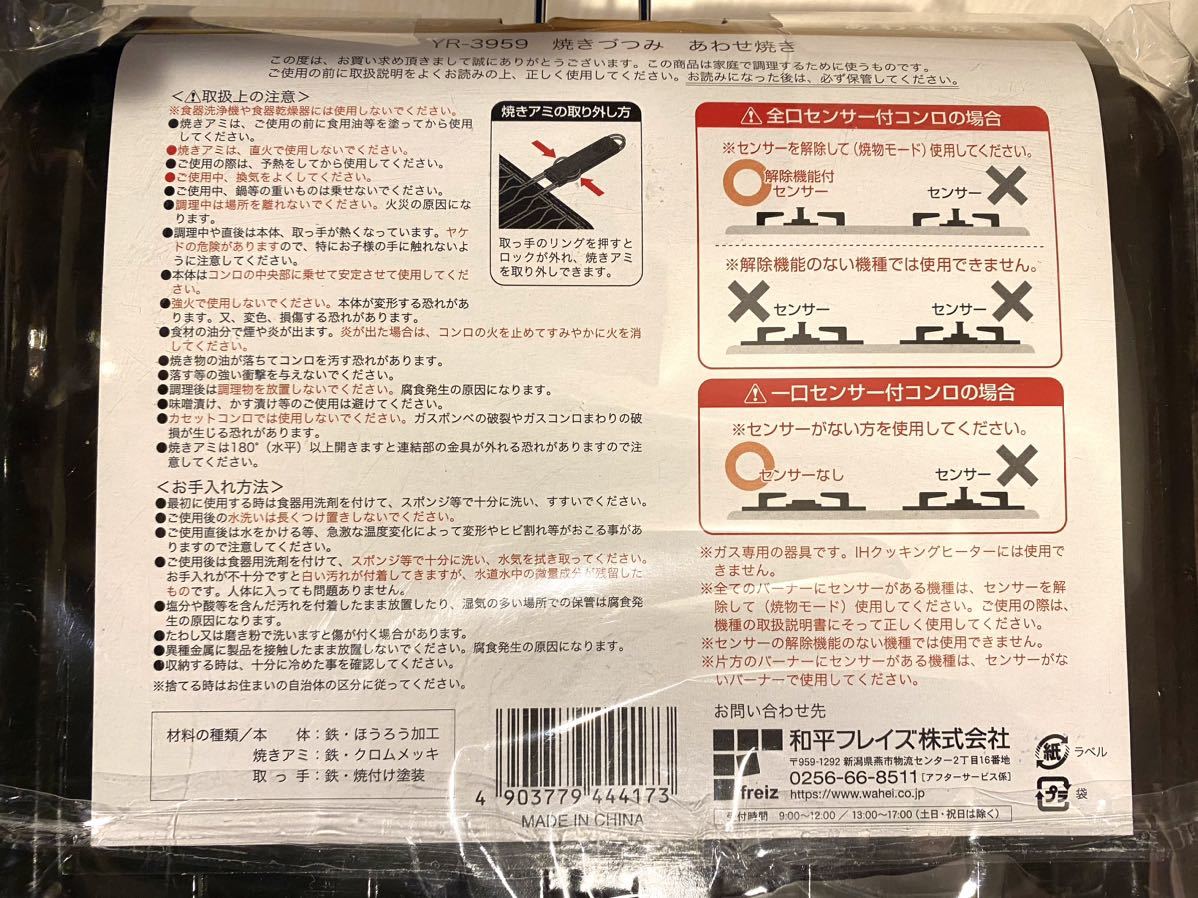 YR-3959 焼きづつみ あわせ焼き
この度は、お買い求め頂きまして誠にありがとうございます。この商品は家庭で調理するために使うものです。
ご使用の前に取扱説明をよくお読みの上、正しく使用してください。お読みになった後は、必ず保管してください。
<⚠取扱上の注意>
※食器洗浄機や食器乾燥器には使用しないでください。
●焼きアミは、ご使用の前に食用油等を塗ってから使用
してください。
●焼きアミは、直火で使用しないでください。
●ご使用の際は、予熱をしてから使用してください。
●ご使用中、換気をよくしてください。
●ご使用中、鍋等の重いものは乗せないでください。
●調理中は場所を離れないでください。火災の原因にな
ります。
●調理中や直後は本体、取っ手が熱くなっています。ヤケ
ドの危険がありますので、特にお子様の手に触れないよ
うに注意してください。
●本体はコンロの中央部に乗せて安定させて使用してくだ
さい。
●強火で使用しないでください。本体が変形する恐れがあ
ります。又、変色、損傷する恐れがあります。
●食材の油分で煙や炎が出ます。炎が出た場合は、コンロの火を止めてすみやかに火を消
してください。
●焼き物の油が落ちてコンロを汚す恐れがあります。
●落す等の強い衝撃を与えないでください。
●調理後は調理物を放置しないでください。腐食発生の原因になります。
●味噌漬け、かす漬け等のご使用は避けてください。
●カセットコンロでは使用しないでください。ガスボンベの破裂やガスコンロまわりの破
損が生じる恐れがあります。
●焼きアミは180°(水平)以上開きますと連結部の金具が外れる恐れがありますので注
意してください。
<お手入れ方法>
●最初に使用する時は食器用洗剤を付けて、スポンジ等で十分に洗い、すすいでください。
●ご使用後の水洗いは長くつけ置きしないでください。
●ご使用直後は水をかける等、急激な温度変化によって変形やヒビ割れ等がおこる事があ
りますので注意してください。
●ご使用後は食器用洗剤を付けて、スポンジ等で十分に洗い、水気を拭き取ってください。
お手入れが不十分ですと白い汚れが付着してきますが、水道水中の微量成分が残留した
ものです。人体に入っても問題ありません。
●塩分や酸等を含んだ汚れを付着したまま放置したり、湿気の多い場所での保管は腐食発
生の原因になります。
●たわし又は磨き粉で洗いますと傷が付く場合があります。
●異種金属に製品を接触したまま放置しないでください。腐食発生の原因になります。
●収納する時は、十分に冷めた事を確認してください。
※捨てる時はお住まいの自治体の区分に従ってください。
材料の種類/本 体:鉄・ほうろう加工
焼きアミ:鉄・クロムメッキ
取っ手:鉄・焼付け塗装
焼きアミの取り外し方
取っ手のリングを押すと
ロックが外れ、焼きアミ
を取り外しできます。
4 903779 444173
MADE IN CHINA
⚠全口センサー付コンロの場合
※センサーを解除して(焼物モード)使用してください。
解除機能付
センサー
センサー
※解除機能のない機種では使用できません。
センサー
センサー
⚠一口センサー付コンロの場合
※センサーがない方を使用してください。
センサーなし
センサー
※ガス専用の器具です。IHクッキングヒーターには使用で
きません。
※全てのバーナーにセンサーがある機種は、センサーを解
除して(焼物モード)使用してください。ご使用の際は、
機種の取扱説明書にそって正しく使用してください。
※センサーの解除機能のない機種では使用できません。
※片方のバーナーにセンサーがある機種は、センサーがな
いバーナーで使用してください。
お問い合わせ先
freiz
和平フレイズ株式会社
〒959-1292 新潟県燕市物流センター2丁目16番地
0256-66-8511[アフターサービス係]
https://www.wahei.co.jp
受付時間 9:00~12:00 / 13:00~17:00(土日・祝日は除く)
紙 ラベル
プラ 袋